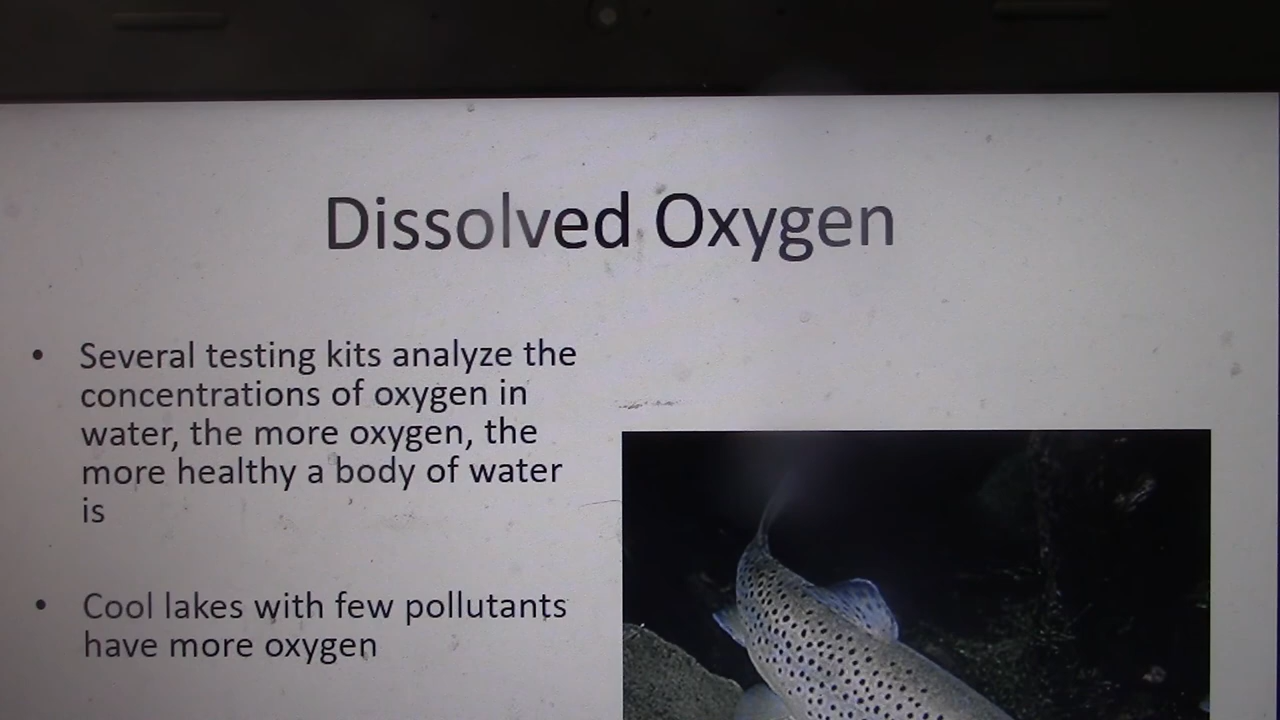 Dissolved Oxygen
• Several testing kits analyze the
concentrations of oxygen in
water, the more oxygen, the
more healthy a body of water
is
• Cool lakes with few pollutants
have more oxygen